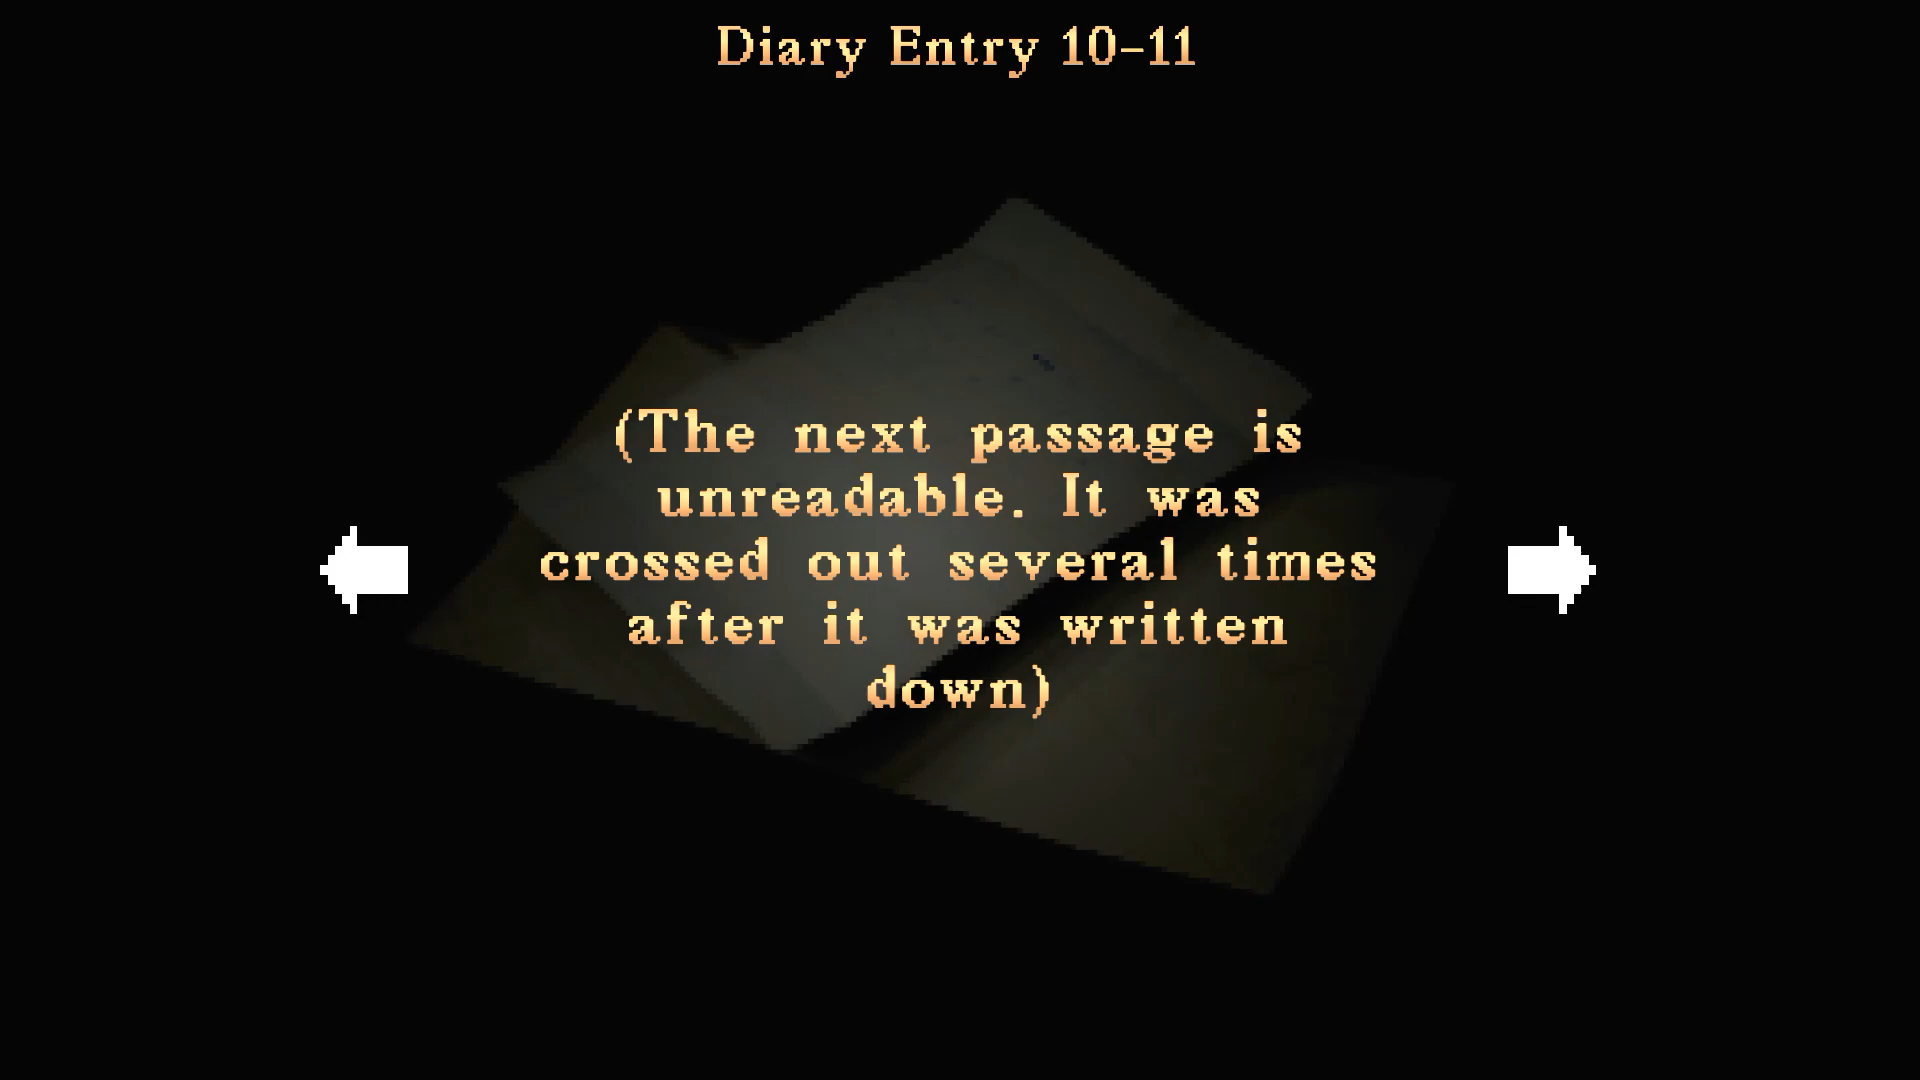 Diary Entry 10-11
(The next passage is
unreadable. It was
crossed out several times
after it was written
down)